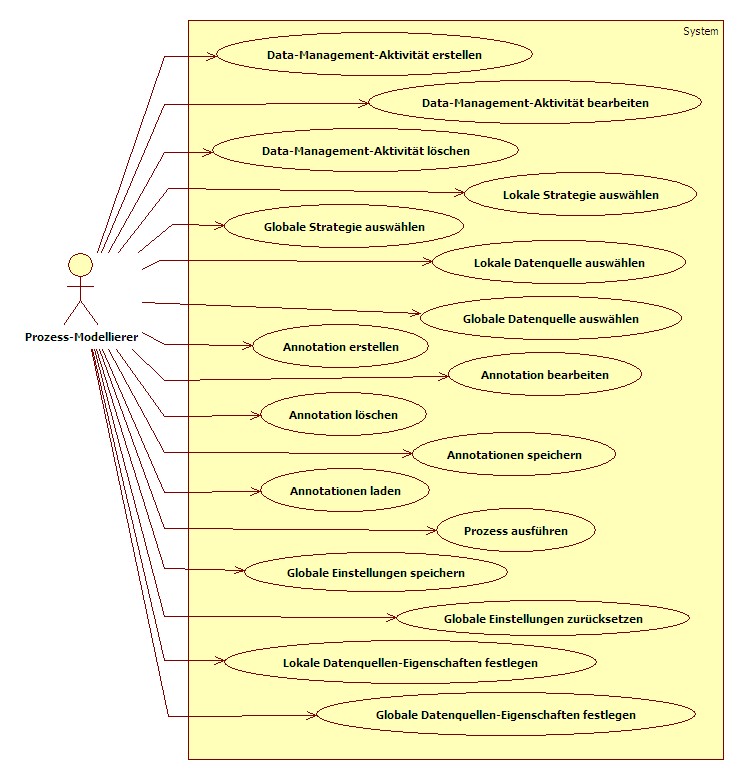 System
Data-Management-Aktivität erstellen
Data-Management-Aktivität bearbeiten
Data-Management-Aktivität löschen
Lokale Strategie auswählen
Globale Strategie auswählen
Lokale Datenquelle auswählen
Globale Datenquelle auswählen
Prozess-Modellierer
Annotation erstellen
Annotation bearbeiten
Annotation löschen
Annotationen speichern
Annotationen laden
Prozess ausführen
Globale Einstellungen speichern
Globale Einstellungen zurücksetzen
Lokale Datenquellen-Eigenschaften festlegen
Globale Datenquellen-Eigenschaften festlegen